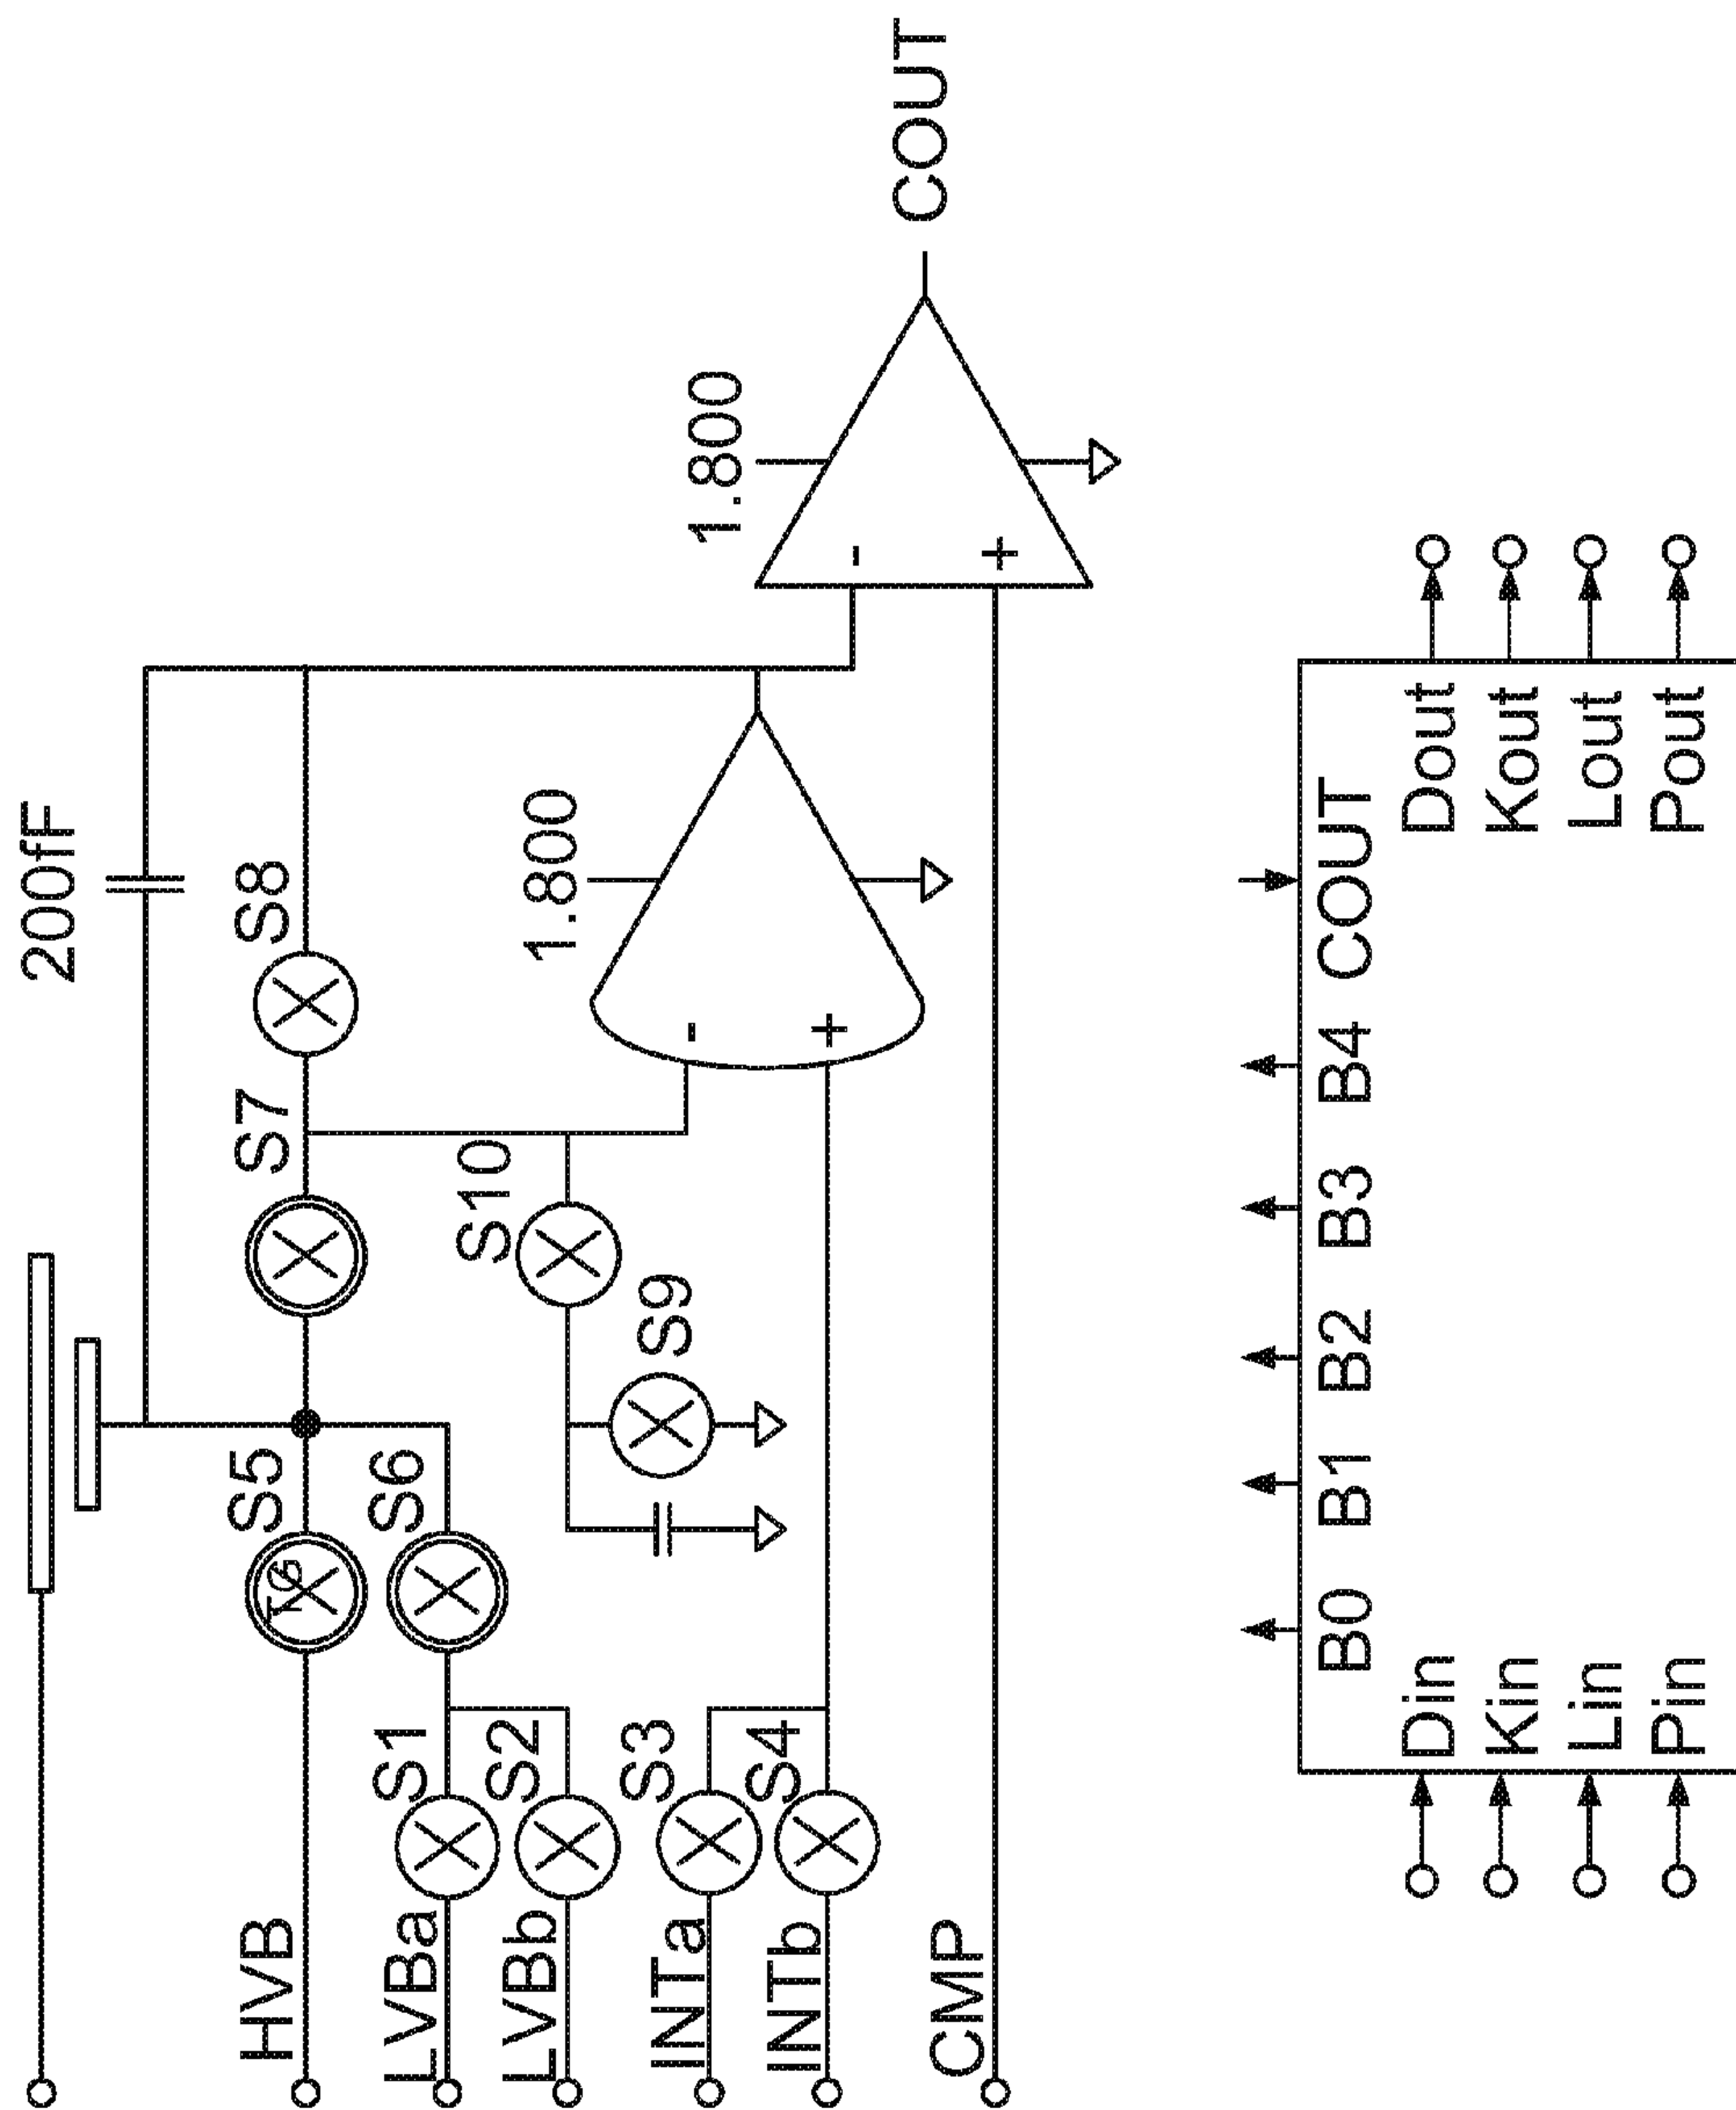 200fF
HVB
S5
S7
S8
TG
LVBa
S1
S6
LVBb
S2
S10
1.800
INTa
S3
S9
-
INTb
S4
+
1.800
COUT
-
CMP
+
B0 B1 B2 B3 B4 COUT
Din Dout
Kin Kout
Lin Lout
Pin Pout